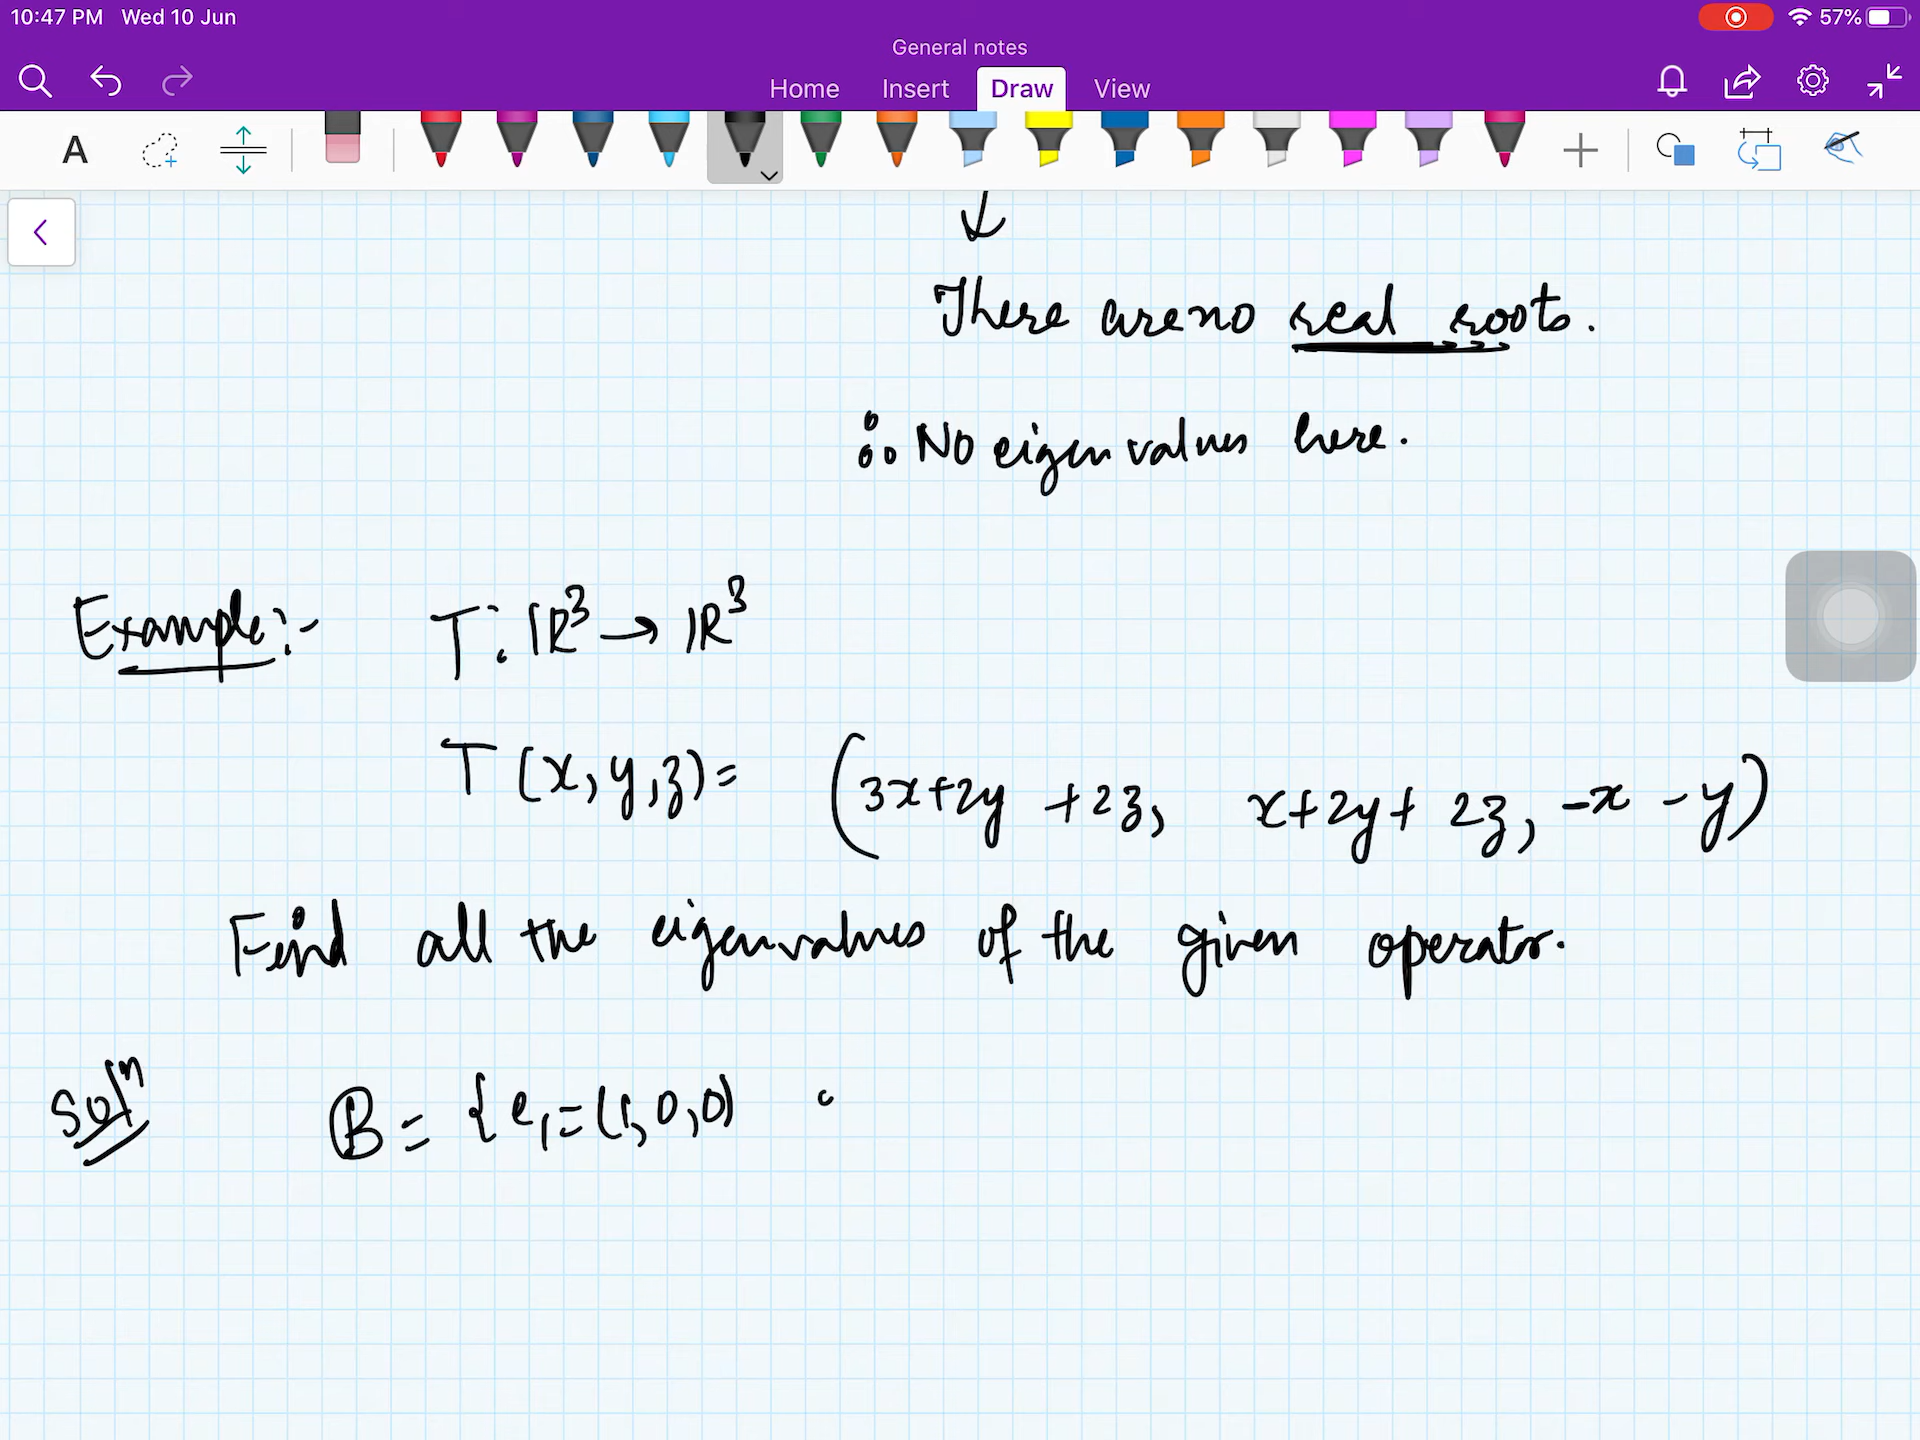 10:47 PM Wed 10 Jun
57%
General notes
Home Insert Draw View
A
There are no real roots.
∴ No eigen values here.
Example:- T: ℝ³ → ℝ³
T(x,y,z) = (3x+2y +2z, x+2y+ 2z, -x -y)
Find all the eigenvalues of the given operator.
Solⁿ B = {e₁=(1,0,0)